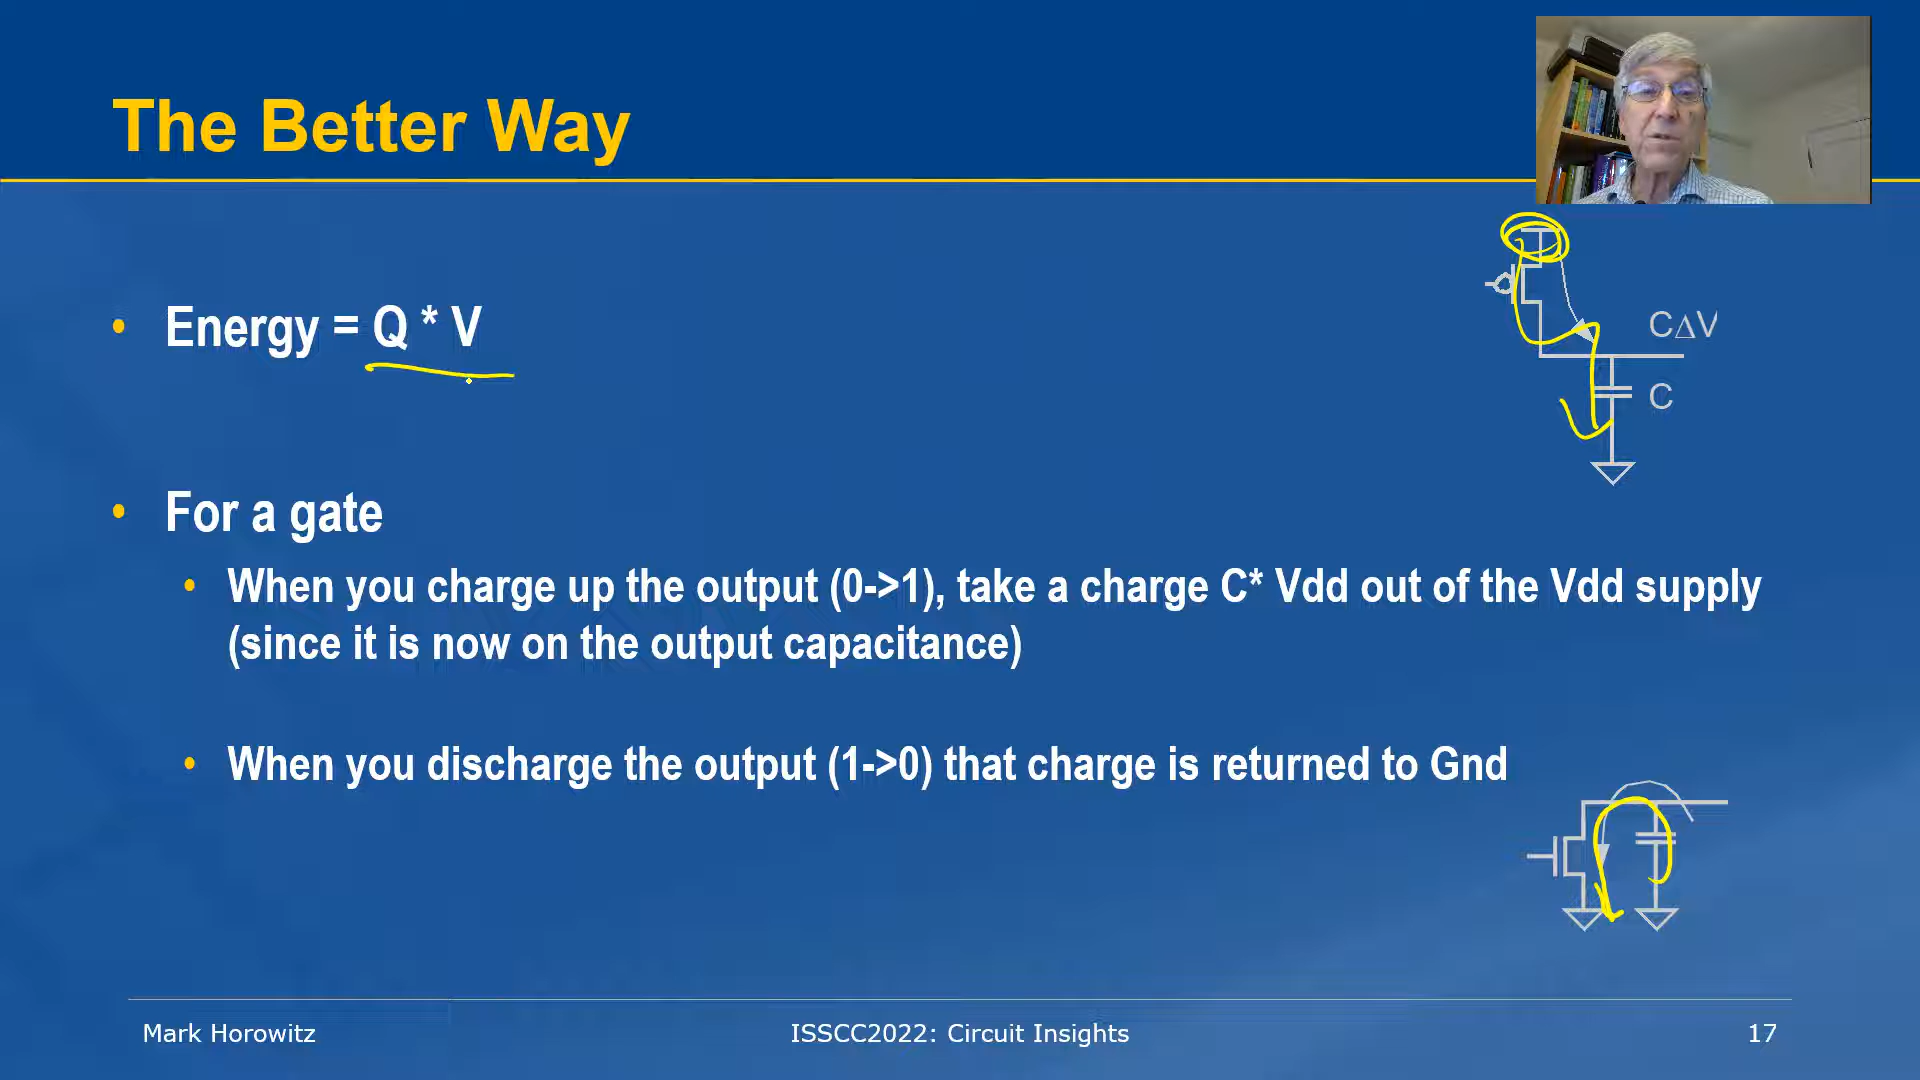 The Better Way
• Energy = Q * V
CΔV
C
• For a gate
• When you charge up the output (0->1), take a charge C* Vdd out of the Vdd supply
(since it is now on the output capacitance)
• When you discharge the output (1->0) that charge is returned to Gnd
Mark Horowitz
ISSCC2022: Circuit Insights
17